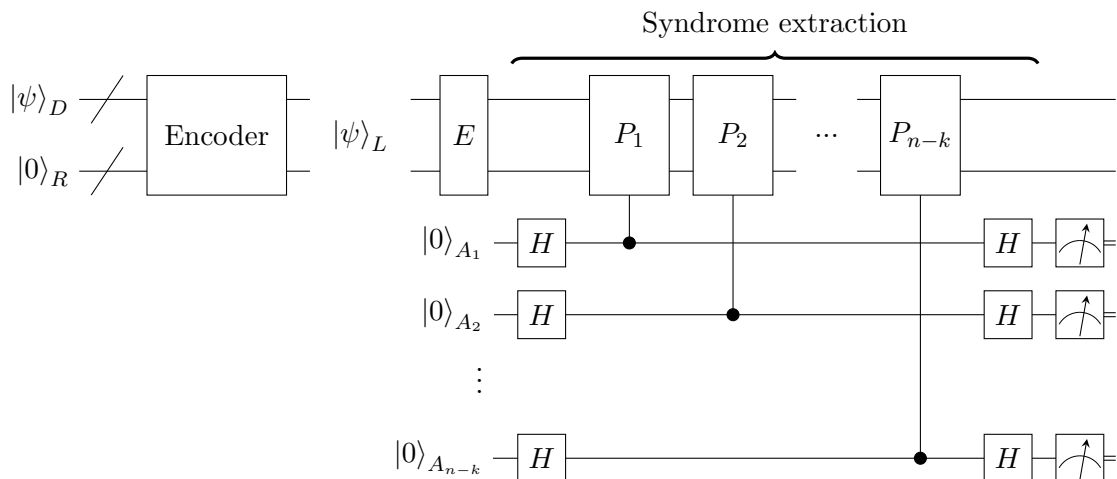 Syndrome extraction
|ψ⟩_D Encoder |ψ⟩_L E P_1 P_2 ... P_{n−k}
|0⟩_R
|0⟩_{A_1} H H
|0⟩_{A_2} H H
⋮
|0⟩_{A_{n−k}} H H